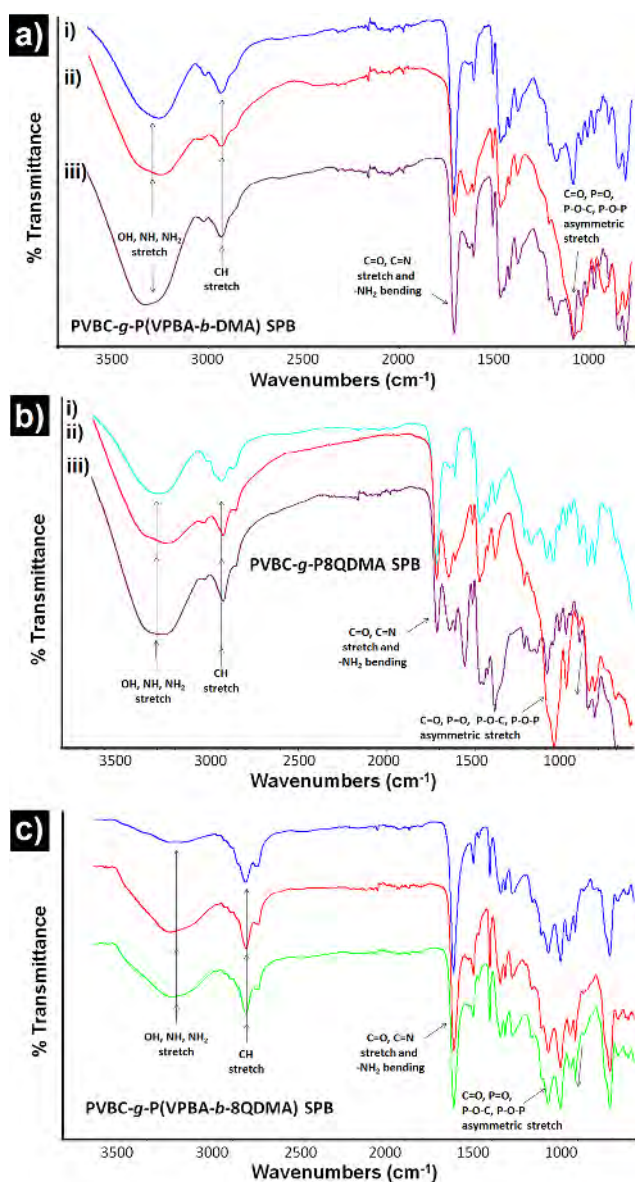 a)
i)
ii)
iii)
% Transmittance
OH, NH, NH2
stretch
CH
stretch
C=O, C=N
stretch and
-NH2 bending
C=O, P=O,
P-O-C, P-O-P
asymmetric
stretch
PVBC-g-P(VPBA-b-DMA) SPB
3500 3000 2000 1500 1000
Wavenumbers (cm-1)
b)
i)
ii)
iii)
% Transmittance
PVBC-g-P8QDMA SPB
OH, NH, NH2
stretch
CH
stretch
C=O, C=N
stretch and
-NH2 bending
C=O, P=O, P-O-C, P-O-P
asymmetric stretch
3500 3000 2500 2000 1500 1000
Wavenumbers (cm-1)
c)
% Transmittance
OH, NH, NH2
stretch
CH
stretch
C=O, C=N
stretch and
-NH2 bending
C=O, P=O,
P-O-C, P-O-P
asymmetric stretch
PVBC-g-P(VPBA-b-8QDMA) SPB
3500 3000 2500 2000 1500 1000
Wavenumbers (cm-1)